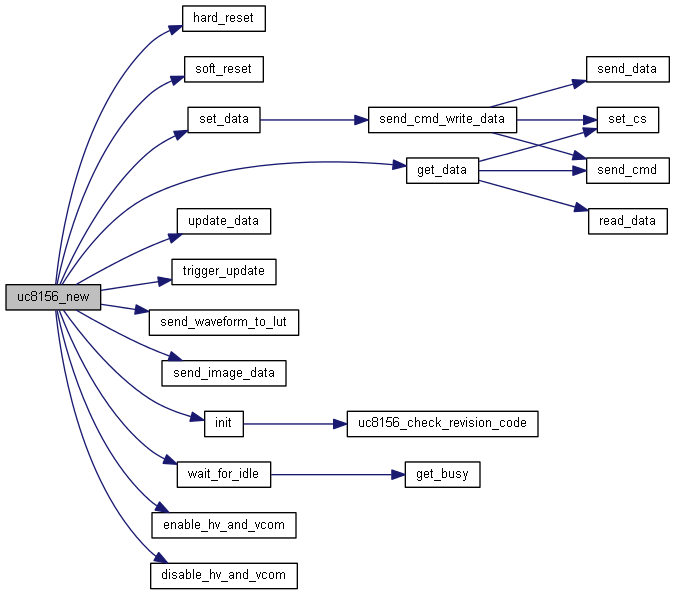 hard_reset
soft_reset
send_data
set_data
send_cmd_write_data
set_cs
get_data
send_cmd
update_data
read_data
trigger_update
uc8156_new
send_waveform_to_lut
send_image_data
init
uc8156_check_revision_code
wait_for_idle
get_busy
enable_hv_and_vcom
disable_hv_and_vcom